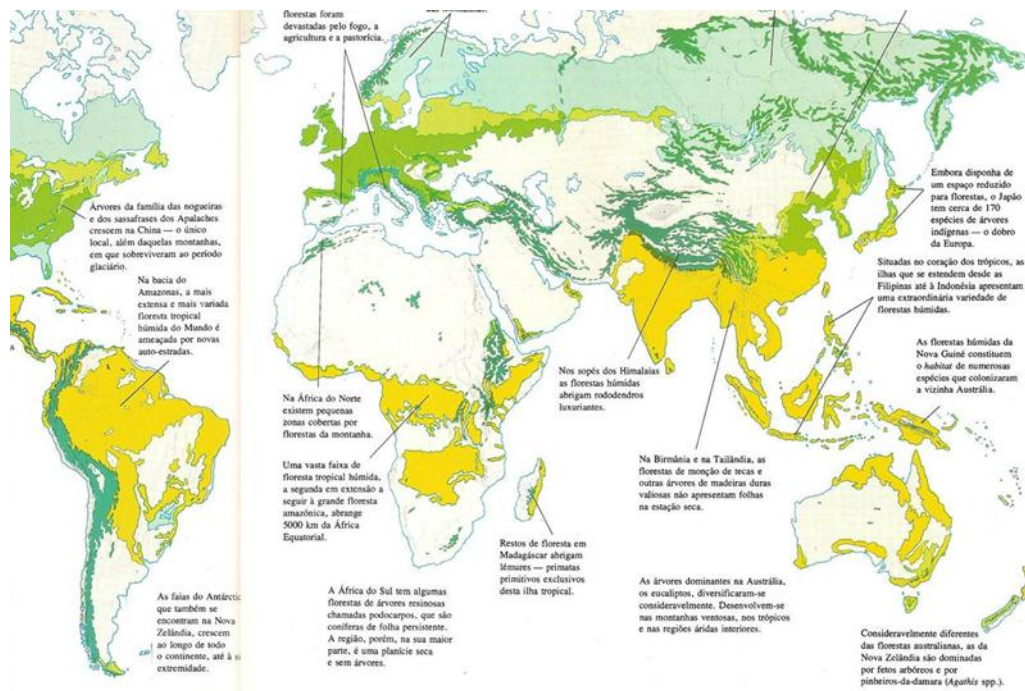 florestas foram
devastadas pelo fogo, a
agricultura e a pastorícia.
Árvores da família das nogueiras
e dos sassafrases dos Apalaches
crescem na China — o único
local, além daquelas montanhas,
em que sobreviveram ao período
glaciário.
Na bacia do
Amazonas, a mais
extensa e mais variada
floresta tropical
húmida do Mundo é
ameaçada por novas
auto-estradas.
As faias do Antárctic
que também se
encontram na Nova
Zelândia, crescem
ao longo de todo
o continente, até à s
extremidade.
Na África do Norte
existem pequenas
zonas cobertas por
florestas da montanha.
Uma vasta faixa de
floresta tropical húmida,
a segunda em extensão a
seguir à grande floresta
amazónica, abrange
5000 km da África
Equatorial.
A África do Sul tem algumas
florestas de árvores resinosas
chamadas podocarpos, que são
coníferas de folha persistente.
A região, porém, na sua maior
parte, é uma planície seca
e sem árvores.
Restos de floresta em
Madagáscar abrigam
lémures — primatas
primitivos exclusivos
desta ilha tropical.
Nos sopés dos Himalaias
as florestas húmidas
abrigam rododendros
luxuriantes.
Na Birmânia e na Tailândia, as
florestas de monção de tecas e
outras árvores de madeiras duras
valiosas não apresentam folhas
na estação seca.
As árvores dominantes na Austrália,
os eucaliptos, diversificaram-se
consideravelmente. Desenvolvem-se
nas montanhas ventosas, nos trópicos
e nas regiões áridas interiores.
Embora disponha de
um espaço reduzido
para florestas, o Japão
tem cerca de 170
espécies de árvores
indígenas — o dobro
da Europa.
Situadas no coração dos trópicos, as
ilhas que se estendem desde as
Filipinas até à Indonésia apresentam
uma extraordinária variedade de
florestas húmidas.
As florestas húmidas da
Nova Guiné constituem
o habitat de numerosas
espécies que colonizaram
a vizinha Austrália.
Consideravelmente diferentes
das florestas australianas, as da
Nova Zelândia são dominadas
por fetos arbóreos e por
pinheiros-da-damara (Agathis spp.).